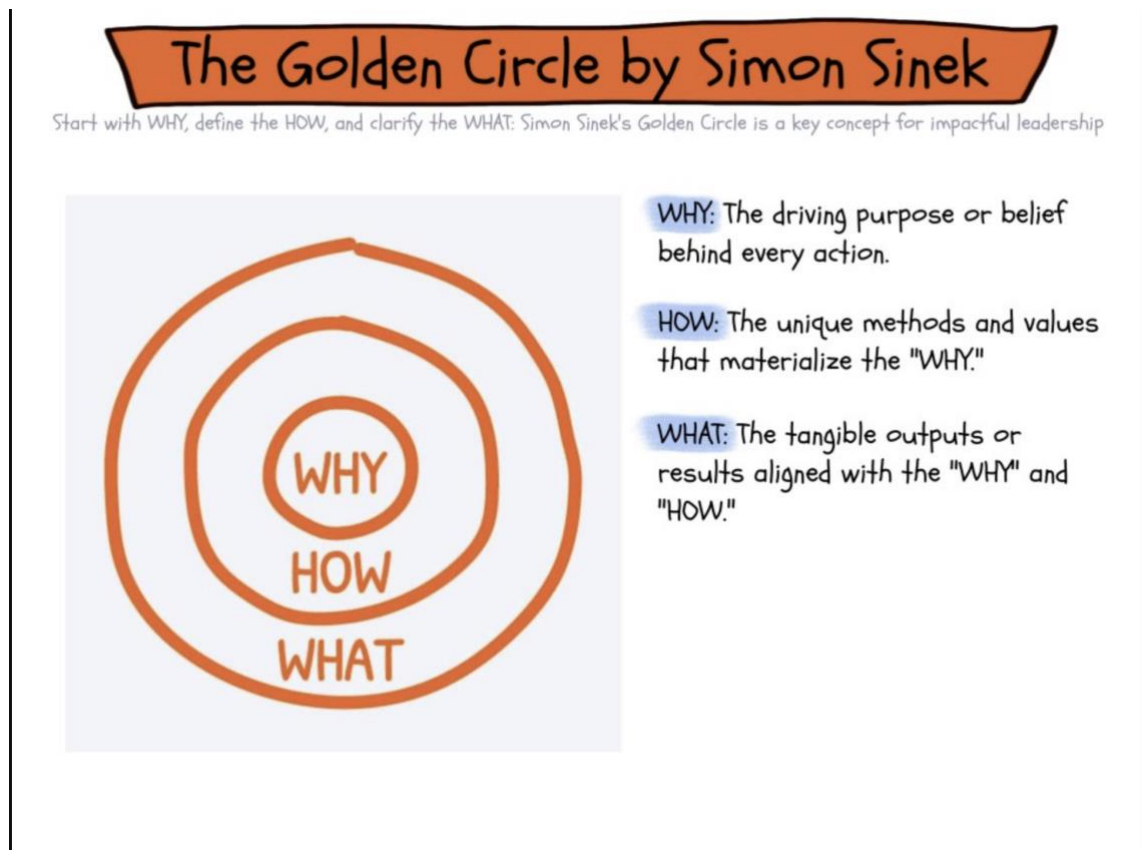 The Golden Circle by Simon Sinek
Start with WHY, define the HOW, and clarify the WHAT: Simon Sinek's Golden Circle is a key concept for impactful leadership
WHY
HOW
WHAT
WHY: The driving purpose or belief
behind every action.
HOW: The unique methods and values
that materialize the "WHY."
WHAT: The tangible outputs or
results aligned with the "WHY" and
"HOW."